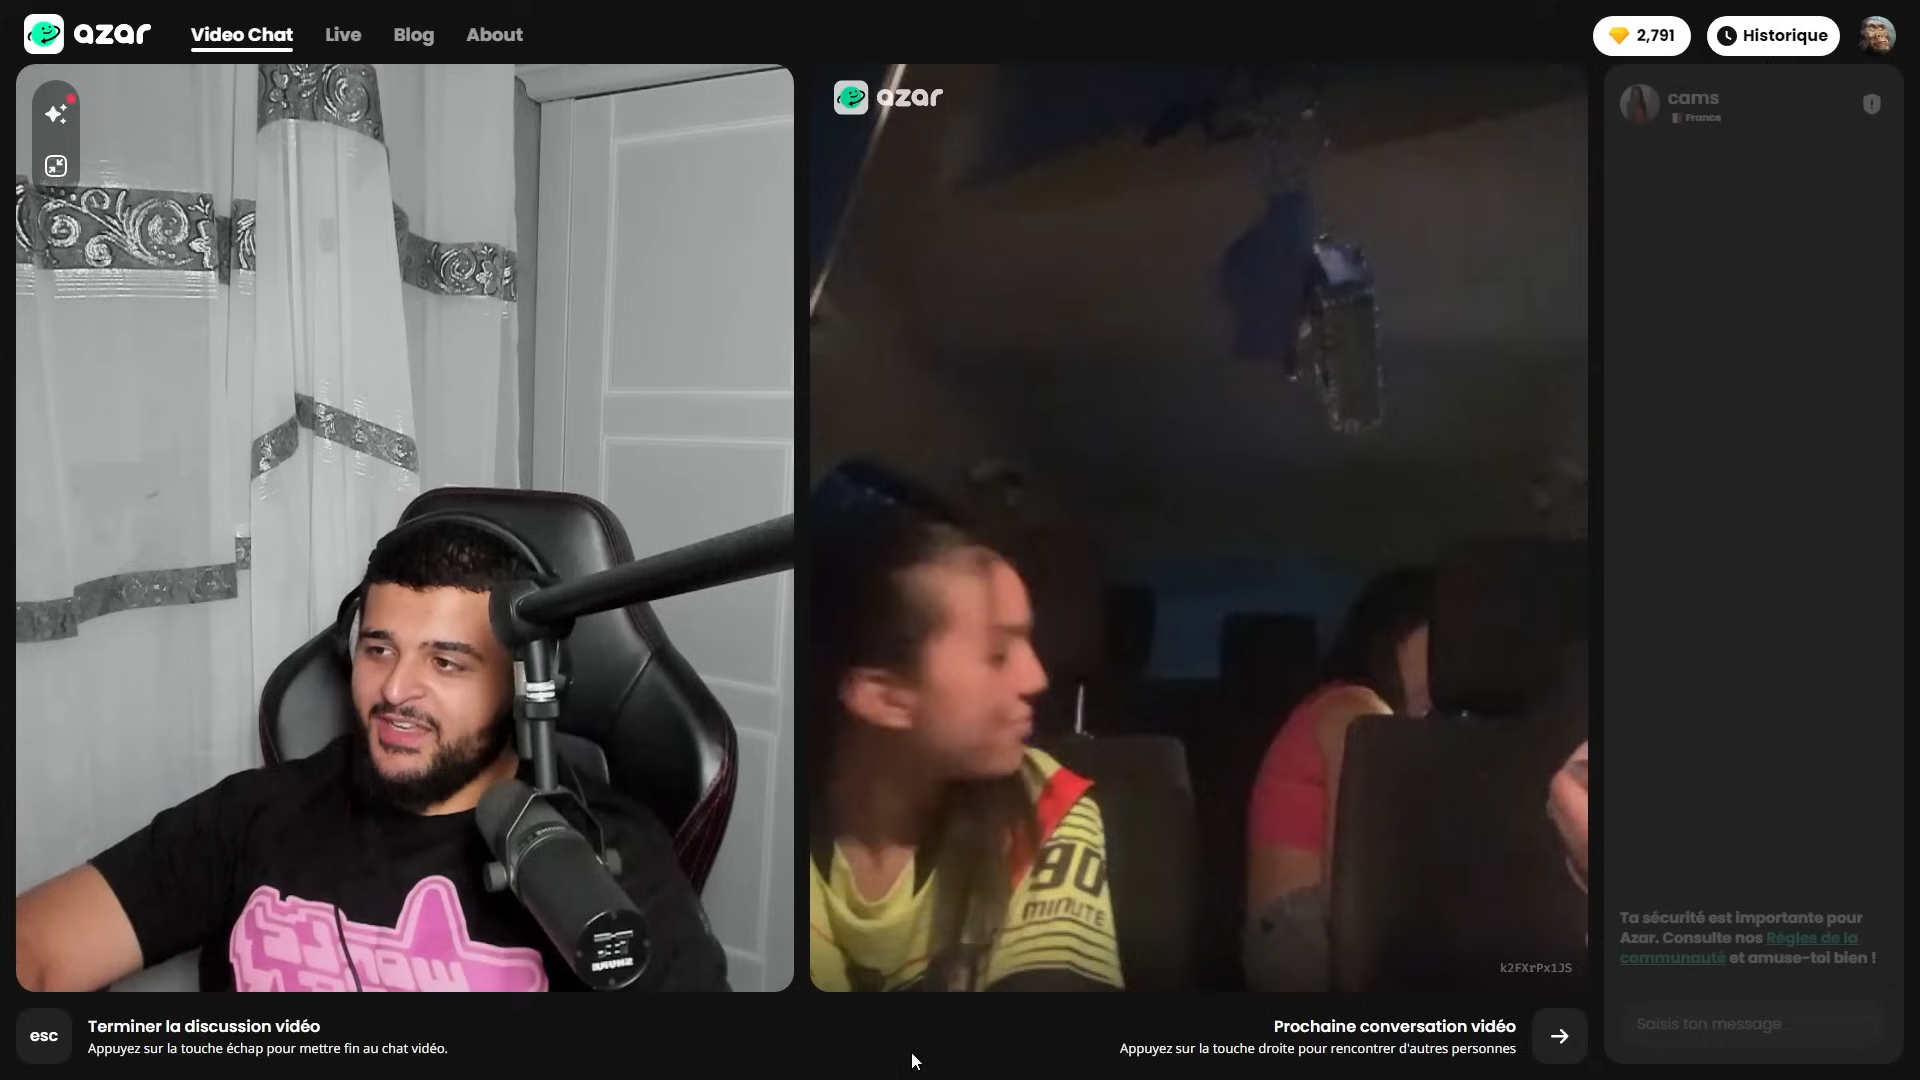 azar
Video Chat
Live
Blog
About
2,791
Historique
azar
cams
France
90
MINUTE
k2FXrPx1JS
Ta sécurité est importante pour
Azar. Consulte nos Règles de la
communauté et amuse-toi bien !
Saisis ton message
esc
Terminer la discussion vidéo
Appuyez sur la touche échap pour mettre fin au chat vidéo.
Prochaine conversation vidéo
Appuyez sur la touche droite pour rencontrer d'autres personnes